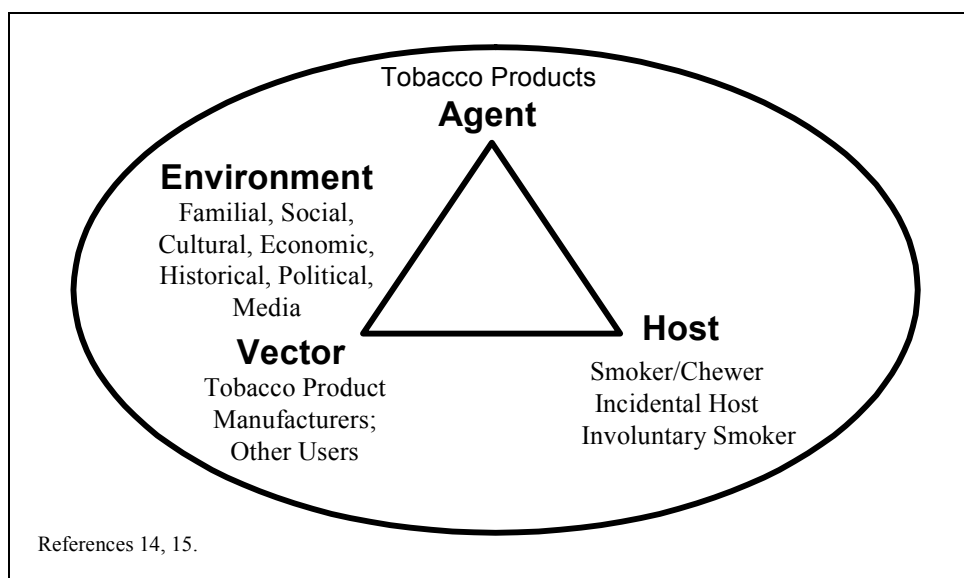 Tobacco Products
Agent
Environment
Familial, Social,
Cultural, Economic,
Historical, Political,
Media
Vector
Tobacco Product
Manufacturers;
Other Users
Host
Smoker/Chewer
Incidental Host
Involuntary Smoker
References 14, 15.